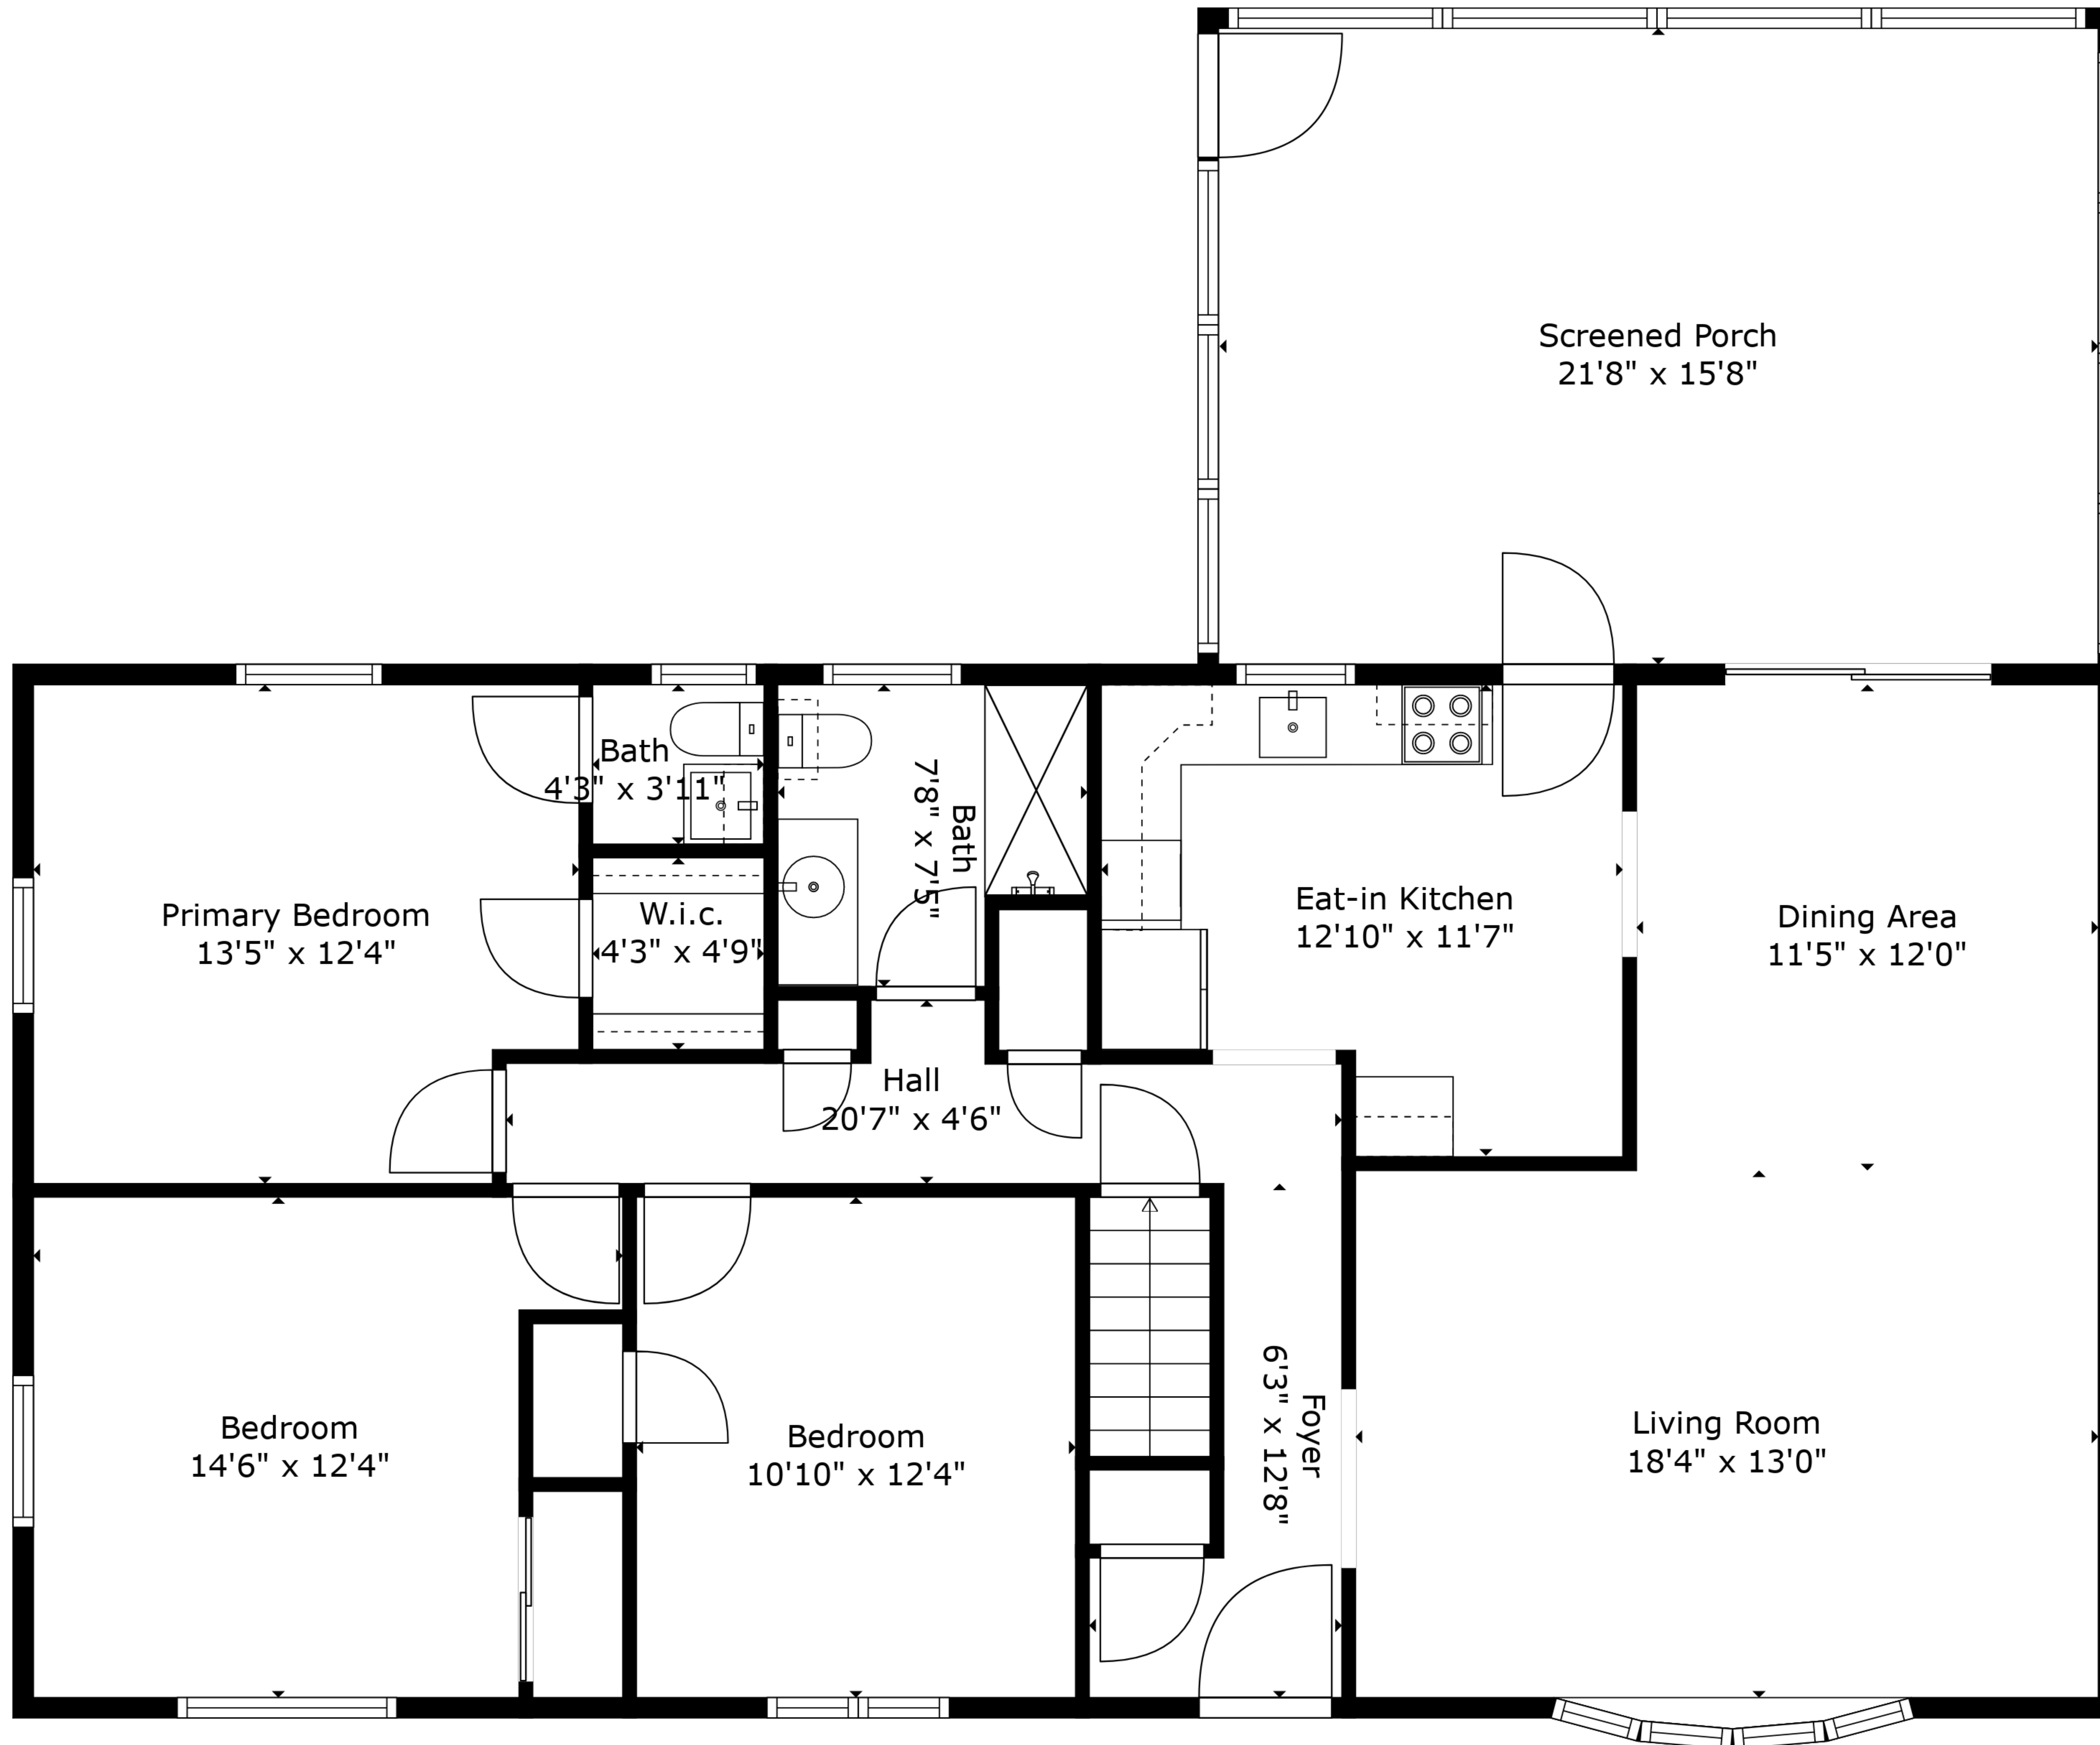 Screened Porch
21'8" x 15'8"
Bath
4'3" x 3'11"
Bath
7'8" x 7'5"
Primary Bedroom
13'5" x 12'4"
W.i.c.
4'3" x 4'9"
Eat-in Kitchen
12'10" x 11'7"
Dining Area
11'5" x 12'0"
Hall
20'7" x 4'6"
Bedroom
14'6" x 12'4"
Bedroom
10'10" x 12'4"
Foyer
6'3" x 12'8"
Living Room
18'4" x 13'0"